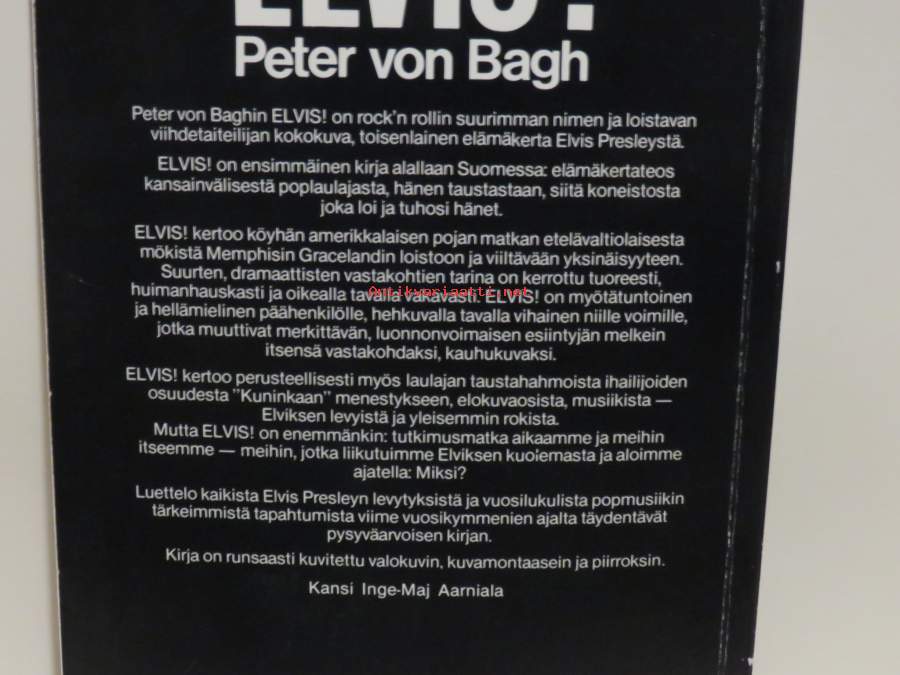 ELVIS!
Peter von Bagh
Peter von Baghin ELVIS! on rock'n rollin suurimman nimen ja loistavan
viihdetaiteilijan kokokuva, toisenlainen elämäkerta Elvis Presleystä.
ELVIS! on ensimmäinen kirja alallaan Suomessa: elämäkertateos
kansainvälisestä poplaulajasta, hänen taustastaan, siitä koneistosta
joka loi ja tuhosi hänet.
ELVIS! kertoo köyhän amerikkalaisen pojan matkan etelävaltiolaisesta
mökistä Memphisin Gracelandin loistoon ja viiltävään yksinäisyyteen.
Suurten, dramaattisten vastakohtien tarina on kerrottu tuoreesti,
huimanhauskasti ja oikealla tavalla vakavasti ELVIS! on myötätuntoinen
Antikvariaatti.net
ja hellämielinen päähenkilölle, hehkuvalla tavalla vihainen niille voimille,
jotka muuttivat merkittävän, luonnonvoimaisen esiintyjän melkein
itsensä vastakohdaksi, kauhukuvaksi.
ELVIS! kertoo perusteellisesti myös laulajan taustahahmoista ihailijoiden
osuudesta "Kuninkaan" menestykseen, elokuvaosista, musiikista —
Elviksen levyistä ja yleisemmin rokista.
Mutta ELVIS! on enemmänkin: tutkimusmatka aikaamme ja meihin
itseemme — meihin, jotka liikutuimme Elviksen kuolemasta ja aloimme
ajatella: Miksi?
Luettelo kaikista Elvis Presleyn levytyksistä ja vuosilukulista popmusiikin
tärkeimmistä tapahtumista viime vuosikymmenien ajalta täydentävät
pysyväarvoisen kirjan.
Kirja on runsaasti kuvitettu valokuvin, kuvamontaasein ja piirroksin.
Kansi Inge-Maj Aarniala